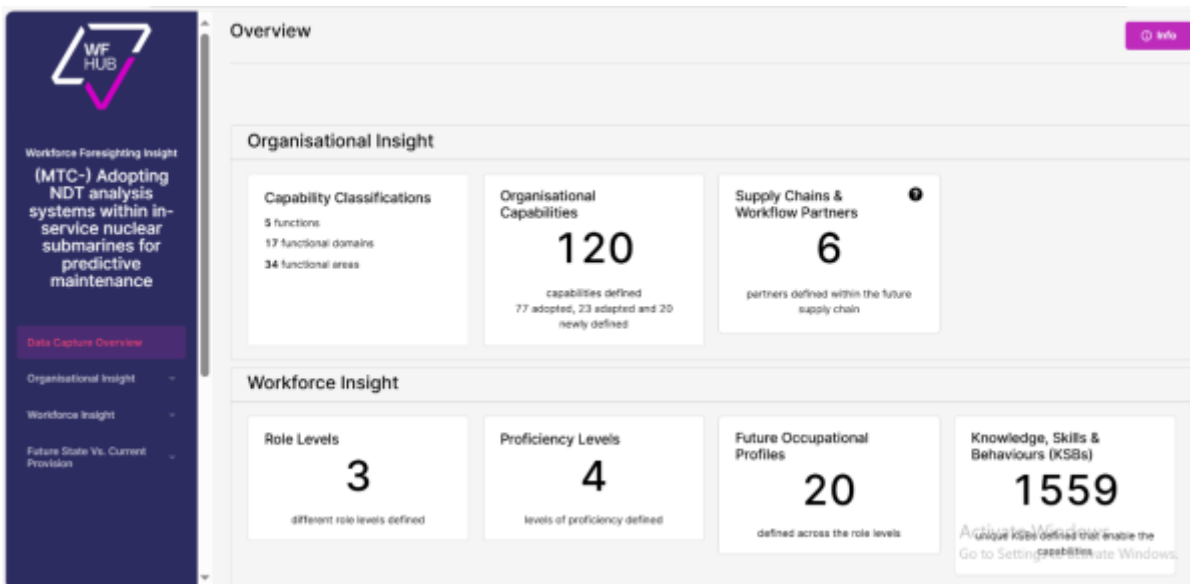 WF
HUB
Workforce Foresighting Insight
(MTC-) Adopting
NDT analysis
systems within in-
service nuclear
submarines for
predictive
maintenance
Data Capture Overview
Organisational Insight
Workforce Insight
Future State Vs. Current
Provision
Overview
Info
Organisational Insight
Capability Classifications
5 functions
17 functional domains
34 functional areas
Organisational
Capabilities
120
capabilities defined
77 adopted, 23 adapted and 20
newly defined
Supply Chains &
Workflow Partners
?
6
partners defined within the future
supply chain
Workforce Insight
Role Levels
3
different role levels defined
Proficiency Levels
4
levels of proficiency defined
Future Occupational
Profiles
20
defined across the role levels
Knowledge, Skills &
Behaviours (KSBs)
1559
unique KSBs defined that enable the
capabilities
Activate Windows
Go to Settings to activate Windows.